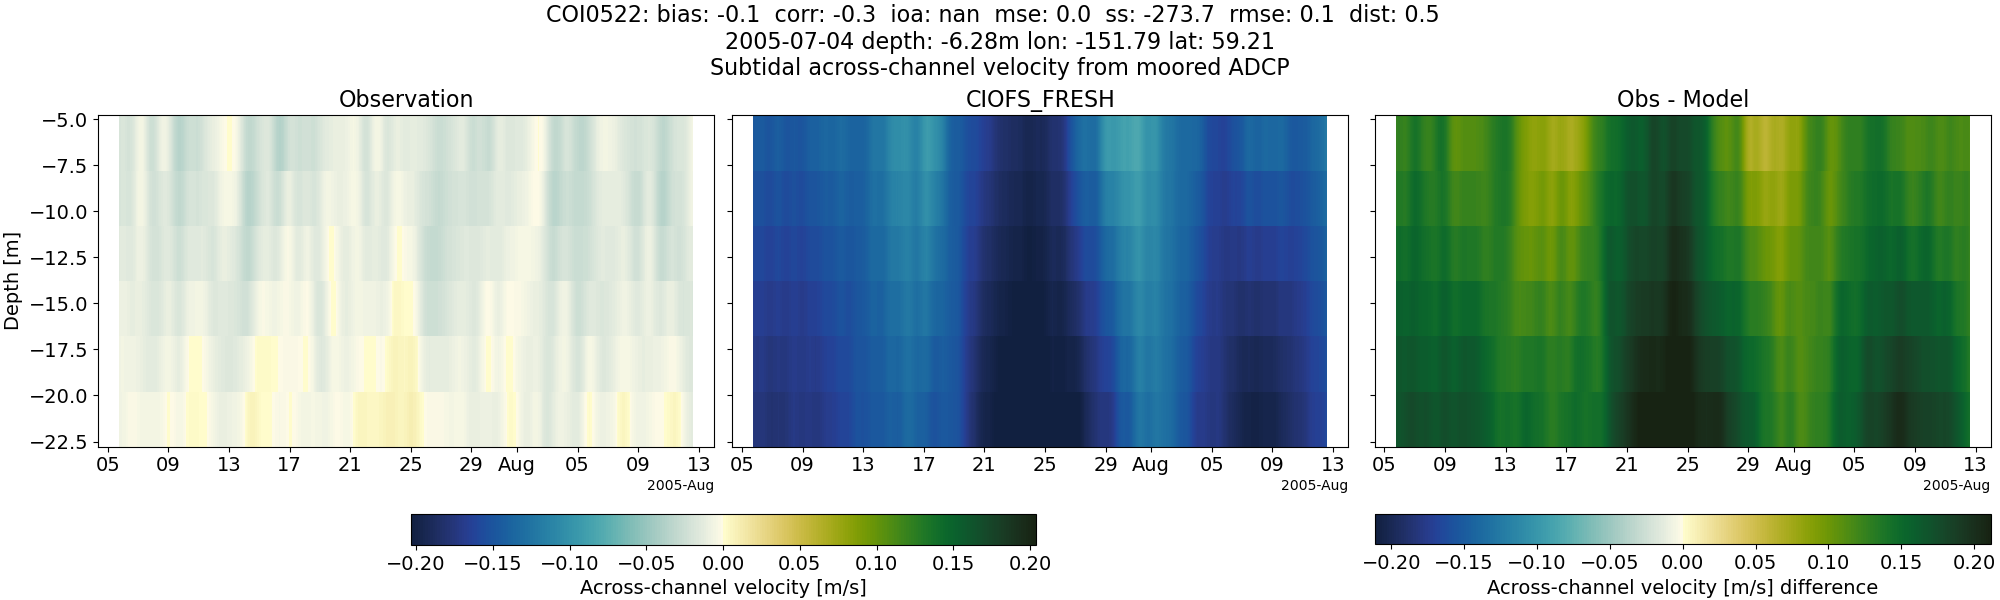 COI0522: bias: -0.1 corr: -0.3 ioa: nan mse: 0.0 ss: -273.7 rmse: 0.1 dist: 0.5
2005-07-04 depth: -6.28m lon: -151.79 lat: 59.21
Subtidal across-channel velocity from moored ADCP
Observation CIOFS_FRESH Obs - Model
−5.0
−7.5
−10.0
−12.5
−15.0
−17.5
−20.0
−22.5
Depth [m]
05 09 13 17 21 25 29 Aug 05 09 13 05 09 13 17 21 25 29 Aug 05 09 13 05 09 13 17 21 25 29 Aug 05 09 13
2005-Aug 2005-Aug 2005-Aug
−0.20 −0.15 −0.10 −0.05 0.00 0.05 0.10 0.15 0.20 −0.20 −0.15 −0.10 −0.05 0.00 0.05 0.10 0.15 0.20
Across-channel velocity [m/s] Across-channel velocity [m/s] difference